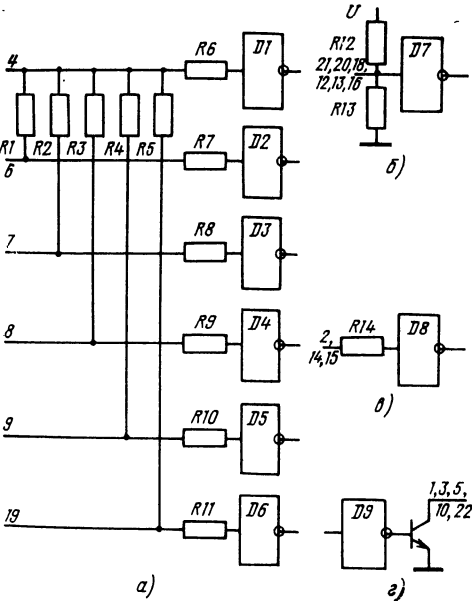 4
R6
D1
R1
R2
R3
R4
R5
6
R7
D2
7
R8
D3
8
R9
D4
9
R10
D5
19
R11
D6
а)
U
R12
21,20,18,
12,13,16
R13
D7
б)
2,
14,15
R14
D8
в)
D9
1,3,5,
10,22
г)